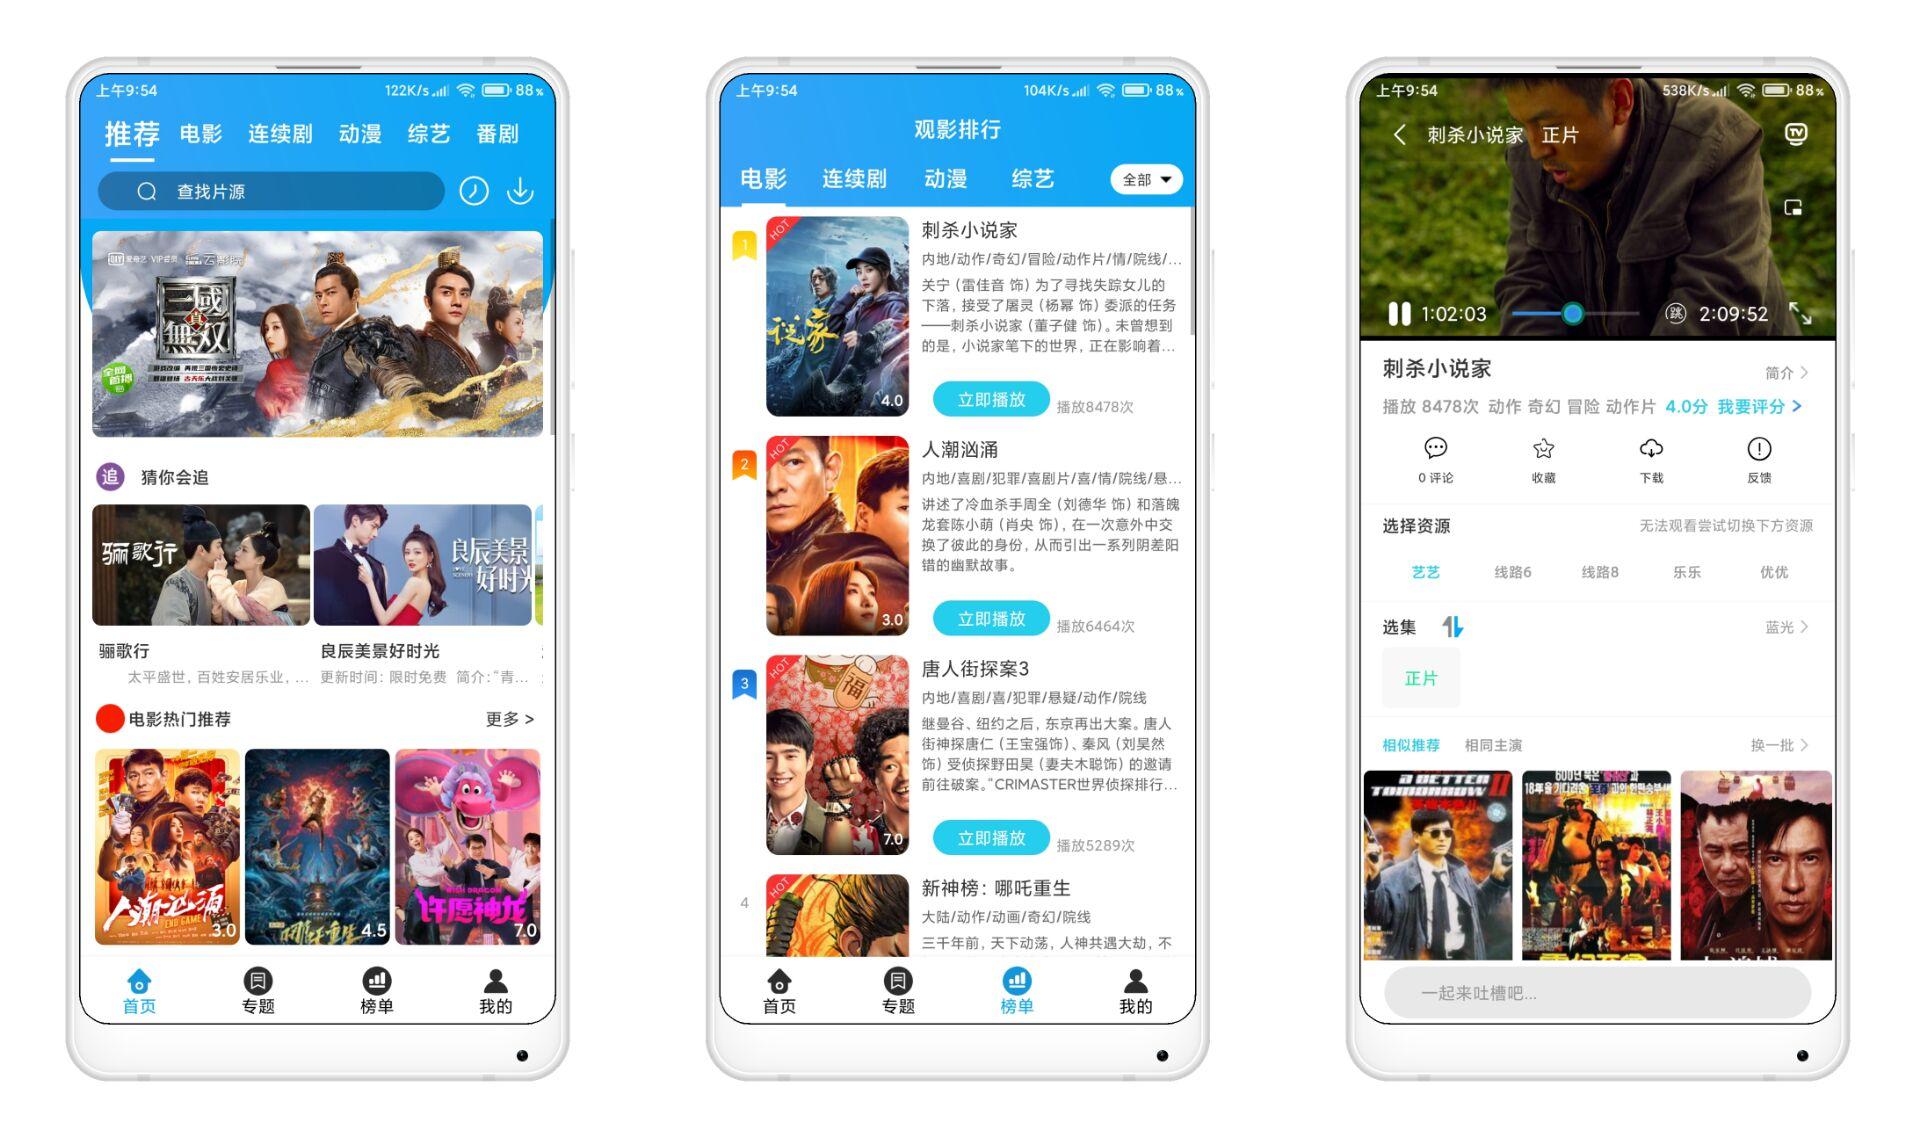 上午9:54
122K/s
88%
推荐 电影 连续剧 动漫 综艺 番剧
查找片源
爱奇艺 VIP会员
三國無双
真
全网首播
追 猜你会追
骊歌行
良辰美景好时光
骊歌行
良辰美景好时光
太平盛世，百姓安居乐业，...
更新时间：限时免费 简介：“青...
电影热门推荐
更多 >
人潮汹涌
END GAME
3.0
哪吒重生
4.5
WISH DRAGON
许愿神龙
7.0
首页 专题 榜单 我的
上午9:54
104K/s
88%
观影排行
电影 连续剧 动漫 综艺 全部
1
HOT
说家
4.0
刺杀小说家
内地/动作/奇幻/冒险/动作片/情/院线/...
关宁（雷佳音 饰）为了寻找失踪女儿的
下落，接受了屠灵（杨幂 饰）委派的任务
——刺杀小说家（董子健 饰）。未曾想到
的是，小说家笔下的世界，正在影响着...
立即播放 播放8478次
2
HOT
3.0
人潮汹涌
内地/喜剧/犯罪/喜剧片/喜/情/院线/悬...
讲述了冷血杀手周全（刘德华 饰）和落魄
龙套陈小萌（肖央 饰），在一次意外中交
换了彼此的身份，从而引出一系列阴差阳
错的幽默故事。
立即播放 播放6464次
3
HOT
福
7.0
唐人街探案3
内地/喜剧/喜/犯罪/悬疑/动作/院线
继曼谷、纽约之后，东京再出大案。唐人
街神探唐仁（王宝强饰）、秦风（刘昊然
饰）受侦探野田昊（妻夫木聪饰）的邀请
前往破案。“CRIMASTER世界侦探排行...
立即播放 播放5289次
4
HOT
新神榜：哪吒重生
大陆/动作/动画/奇幻/院线
三千年前，天下动荡，人神共遇大劫，不
首页 专题 榜单 我的
上午9:54
538K/s
88%
刺杀小说家 正片
TV
1:02:03
跳
2:09:52
刺杀小说家
简介 >
播放 8478次 动作 奇幻 冒险 动作片 4.0分 我要评分 >
0 评论 收藏 下载 反馈
选择资源
无法观看尝试切换下方资源
艺艺 线路6 线路8 乐乐 优优
选集
蓝光 >
正片
相似推荐 相同主演
换一批 >
A BETTER
TOMORROW II
一起来吐槽吧...